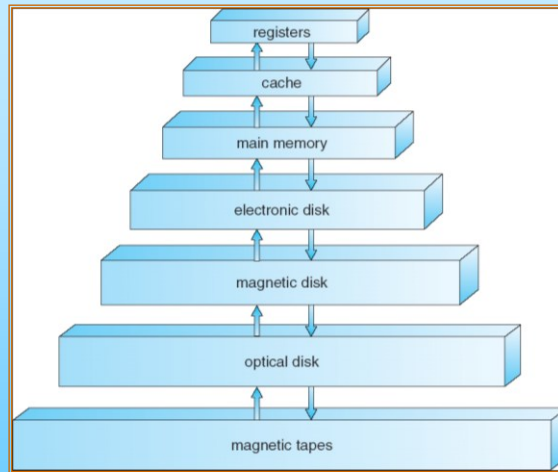 registers
cache
main memory
electronic disk
magnetic disk
optical disk
magnetic tapes